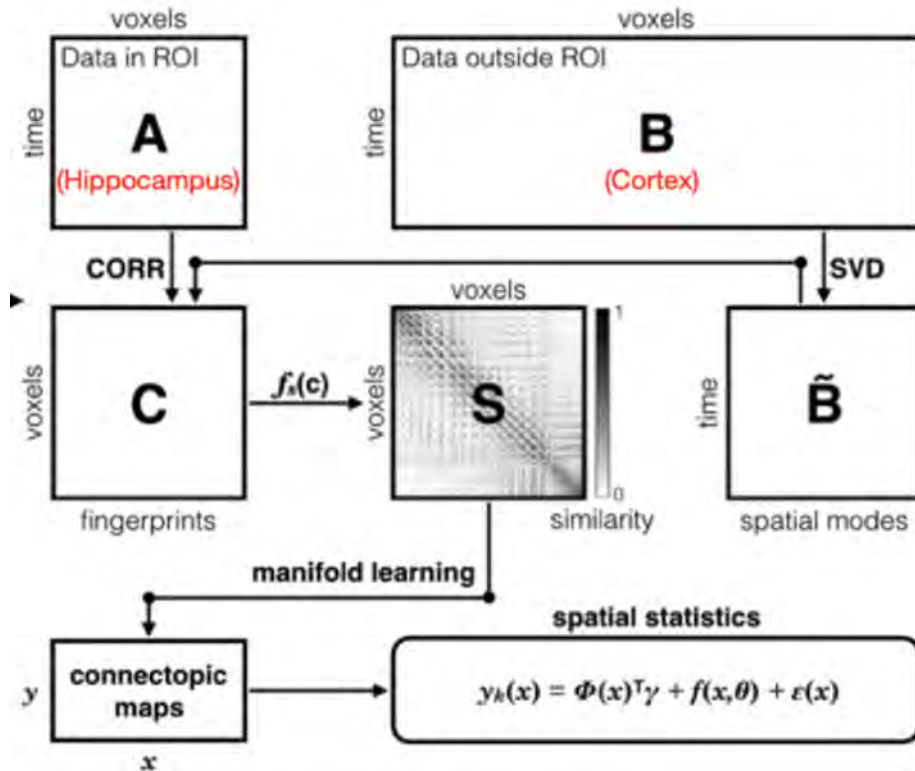 voxels
voxels
Data in ROI
Data outside ROI
time
A
(Hippocampus)
time
B
(Cortex)
CORR
SVD
voxels
voxels
C
fₛ(c)
voxels
S
1
0
time
B̃
fingerprints
similarity
spatial modes
manifold learning
spatial statistics
y
connectopic
maps
yₖ(x) = Φ(x)ᵀγ + f(x,θ) + ε(x)
x